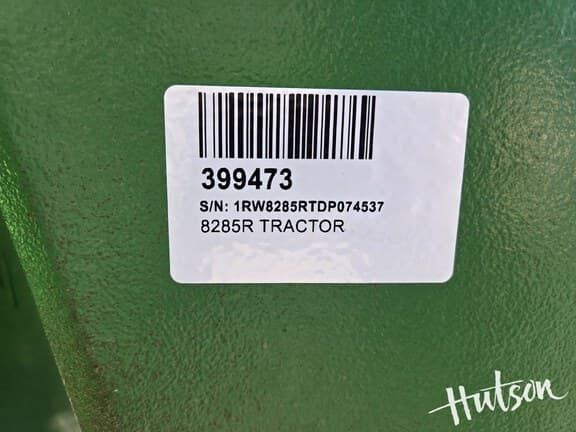 399473
S/N: 1RW8285RTDP074537
8285R TRACTOR
Hutson